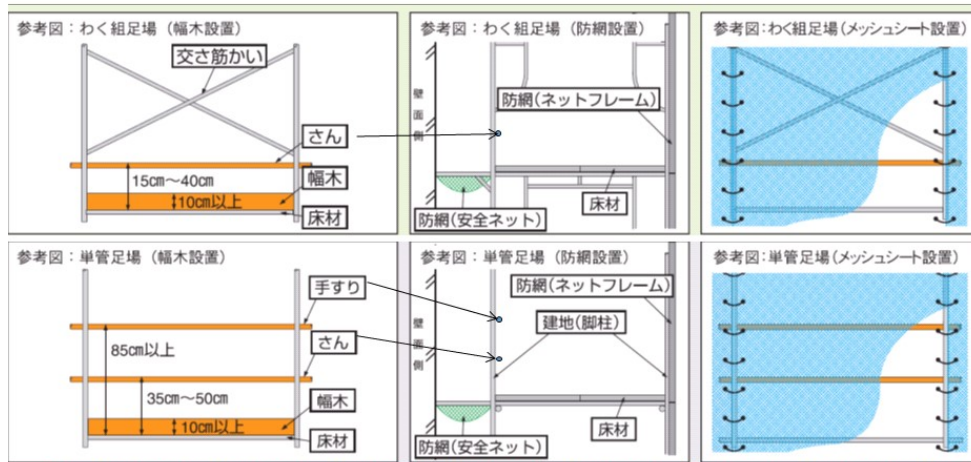 参考図：わく組足場（幅木設置）
交さ筋かい
さん
15㎝～40㎝
幅木
10㎝以上
床材
参考図：わく組足場（防網設置）
壁面側
防網（ネットフレーム）
床材
防網（安全ネット）
参考図：わく組足場（メッシュシート設置）
参考図：単管足場（幅木設置）
手すり
85㎝以上
さん
35㎝～50㎝
幅木
10㎝以上
床材
参考図：単管足場（防網設置）
防網（ネットフレーム）
壁面側
建地（脚柱）
床材
防網（安全ネット）
参考図：単管足場（メッシュシート設置）